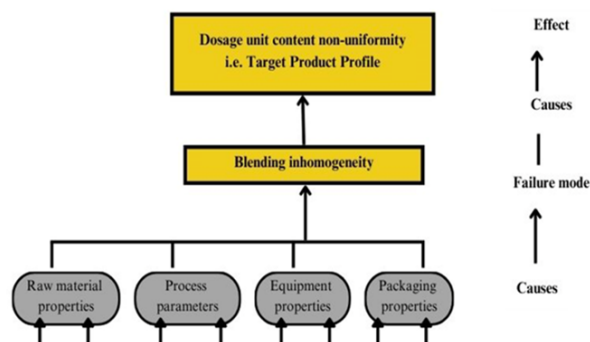 Dosage unit content non-uniformity
i.e. Target Product Profile
Effect
Causes
Blending inhomogeneity
Failure mode
Raw material
properties
Process
parameters
Equipment
properties
Packaging
properties
Causes